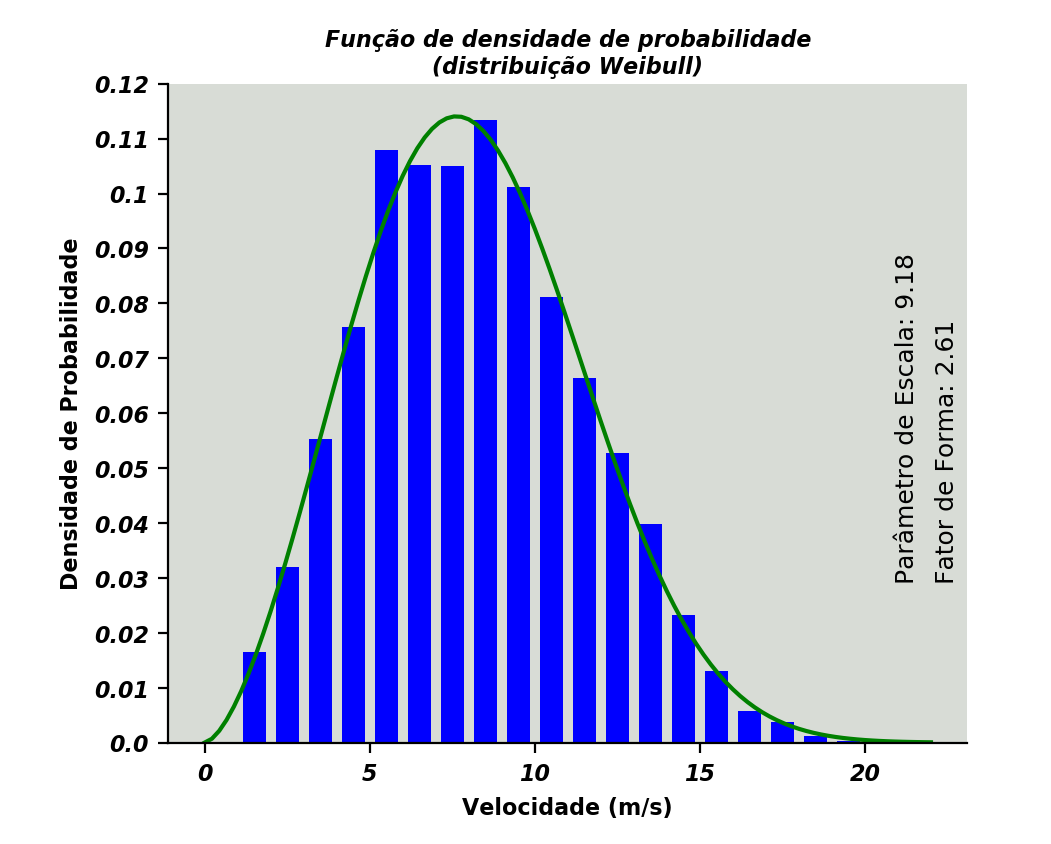 Função de densidade de probabilidade
(distribuição Weibull)
Densidade de Probabilidade
0.12
0.11
0.1
0.09
0.08
0.07
0.06
0.05
0.04
0.03
0.02
0.01
0.0
Parâmetro de Escala: 9.18
Fator de Forma: 2.61
0 5 10 15 20
Velocidade (m/s)